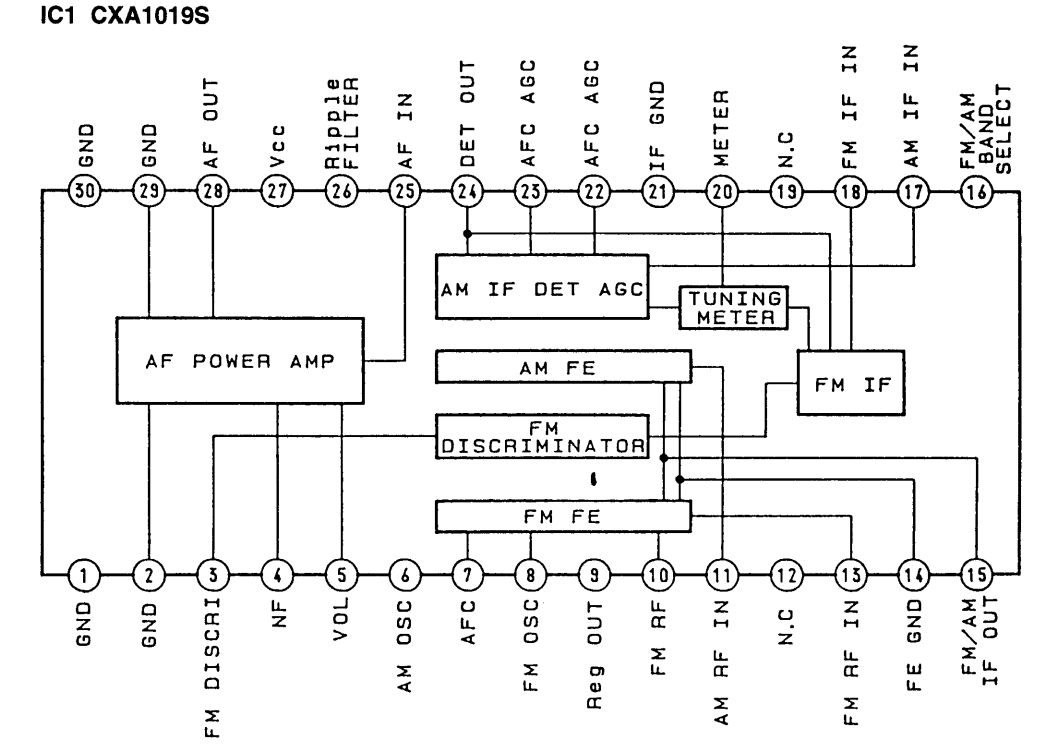 IC1 CXA1019S
GND
GND
AF OUT
Vcc
Ripple
FILTER
AF IN
DET OUT
AFC AGC
AFC AGC
IF GND
METER
N.C
FM IF IN
AM IF IN
FM/AM
BAND
SELECT
30 29 28 27 26 25 24 23 22 21 20 19 18 17 16
AM IF DET AGC
TUNING
METER
AF POWER AMP
AM FE
FM IF
FM
DISCRIMINATOR
FM FE
1 2 3 4 5 6 7 8 9 10 11 12 13 14 15
GND
GND
FM DISCRI
NF
VOL
AM OSC
AFC
FM OSC
Reg OUT
FM RF
AM RF IN
N.C
FM RF IN
FE GND
FM/AM
IF OUT